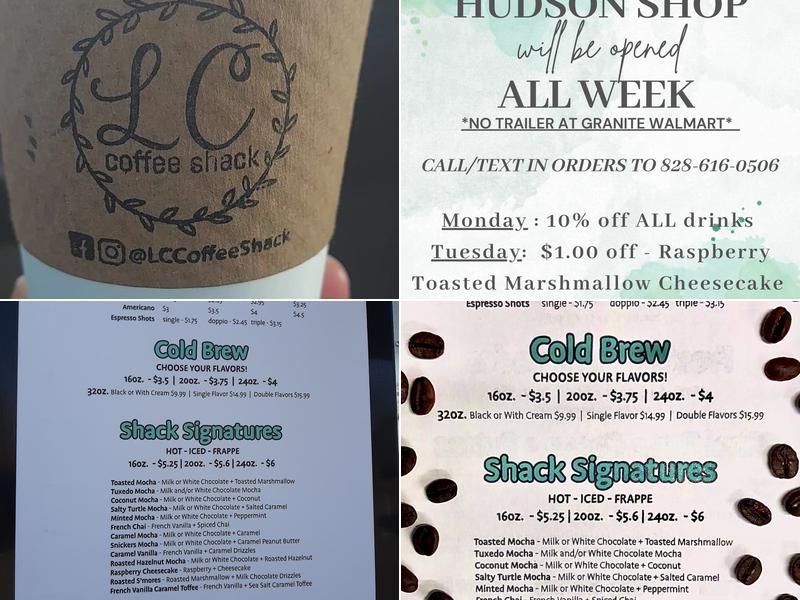 LC
coffee shack
@LCCoffeeShack
HUDSON SHOP
will be opened
ALL WEEK
*NO TRAILER AT GRANITE WALMART*
CALL/TEXT IN ORDERS TO 828-616-0506
Monday : 10% off ALL drinks
Tuesday: $1.00 off - Raspberry
Toasted Marshmallow Cheesecake
Americano $3 $3.5 $4 $4.5
Espresso Shots single - $1.75 doppio - $2.45 triple - $3.15
Cold Brew
CHOOSE YOUR FLAVORS!
16oz. - $3.5 | 20oz. - $3.75 | 24oz. - $4
32oz. Black or With Cream $9.99 | Single Flavor $14.99 | Double Flavors $15.99
Shack Signatures
HOT - ICED - FRAPPE
16oz. - $5.25 | 20oz. - $5.6 | 24oz. - $6
Toasted Mocha - Milk or White Chocolate + Toasted Marshmallow
Tuxedo Mocha - Milk and/or White Chocolate Mocha
Coconut Mocha - Milk or White Chocolate + Coconut
Salty Turtle Mocha - Milk or White Chocolate + Salted Caramel
Minted Mocha - Milk or White Chocolate + Peppermint
French Chai - French Vanilla + Spiced Chai
Caramel Mocha - Milk or White Chocolate + Caramel
Snickers Mocha - Milk or White Chocolate + Caramel Peanut Butter
Caramel Vanilla - French Vanilla + Caramel Drizzles
Roasted Hazelnut Mocha - Milk or White Chocolate + Roasted Hazelnut
Raspberry Cheesecake - Raspberry + Cheesecake
Roasted S'mores - Roasted Marshmallow + Milk Chocolate Drizzles
French Vanilla Caramel Toffee - French Vanilla + Sea Salt Caramel Toffee
Espresso Shots single - $1.75 doppio - $2.45 triple - $3.15
Cold Brew
CHOOSE YOUR FLAVORS!
16oz. - $3.5 | 20oz. - $3.75 | 24oz. - $4
32oz. Black or With Cream $9.99 | Single Flavor $14.99 | Double Flavors $15.99
Shack Signatures
HOT - ICED - FRAPPE
16oz. - $5.25 | 20oz. - $5.6 | 24oz. - $6
Toasted Mocha - Milk or White Chocolate + Toasted Marshmallow
Tuxedo Mocha - Milk and/or White Chocolate Mocha
Coconut Mocha - Milk or White Chocolate + Coconut
Salty Turtle Mocha - Milk or White Chocolate + Salted Caramel
Minted Mocha - Milk or White Chocolate + Peppermint
French Chai - French Vanilla + Spiced Chai